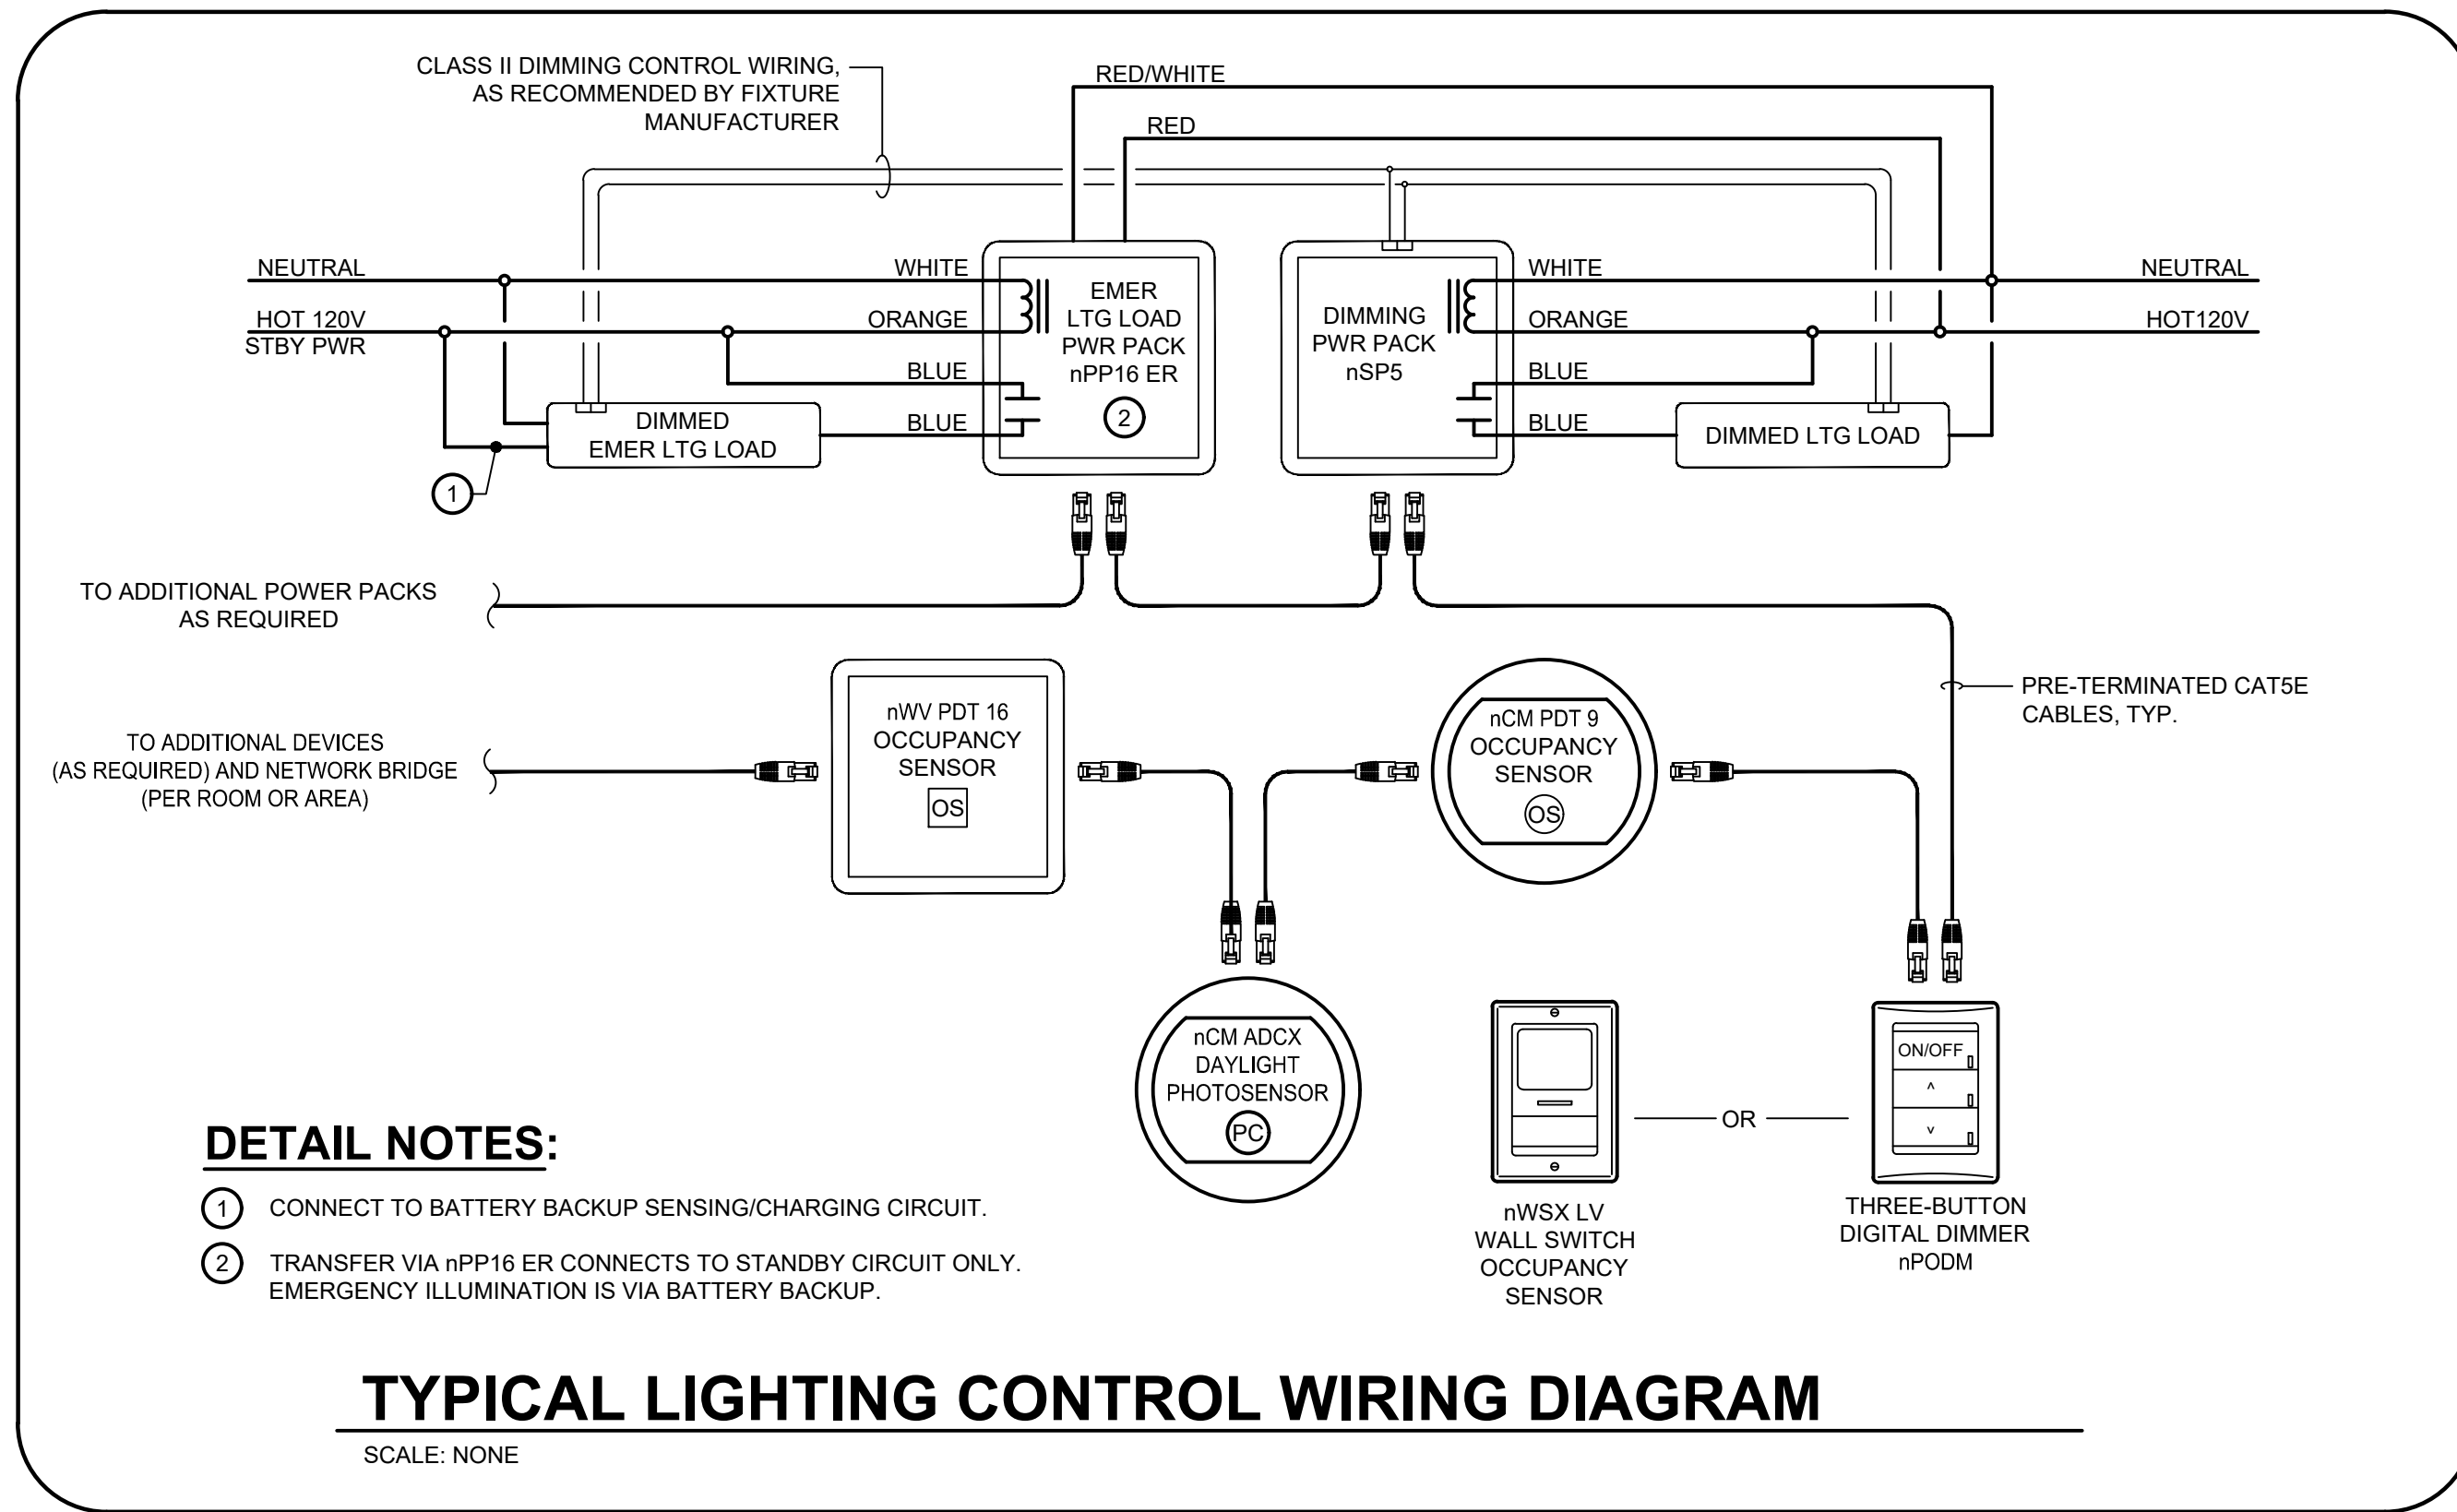 CLASS II DIMMING CONTROL WIRING,
AS RECOMMENDED BY FIXTURE
MANUFACTURER
RED/WHITE
RED
NEUTRAL
HOT 120V
STBY PWR
WHITE
ORANGE
BLUE
BLUE
EMER
LTG LOAD
PWR PACK
nPP16 ER
2
DIMMED
EMER LTG LOAD
1
DIMMING
PWR PACK
nSP5
WHITE
ORANGE
BLUE
BLUE
NEUTRAL
HOT120V
DIMMED LTG LOAD
TO ADDITIONAL POWER PACKS
AS REQUIRED
PRE-TERMINATED CAT5E
CABLES, TYP.
TO ADDITIONAL DEVICES
(AS REQUIRED) AND NETWORK BRIDGE
(PER ROOM OR AREA)
nWV PDT 16
OCCUPANCY
SENSOR
OS
nCM PDT 9
OCCUPANCY
SENSOR
OS
nCM ADCX
DAYLIGHT
PHOTOSENSOR
PC
OR
ON/OFF
^
v
nWSX LV
WALL SWITCH
OCCUPANCY
SENSOR
THREE-BUTTON
DIGITAL DIMMER
nPODM
DETAIL NOTES:
1 CONNECT TO BATTERY BACKUP SENSING/CHARGING CIRCUIT.
2 TRANSFER VIA nPP16 ER CONNECTS TO STANDBY CIRCUIT ONLY.
EMERGENCY ILLUMINATION IS VIA BATTERY BACKUP.
TYPICAL LIGHTING CONTROL WIRING DIAGRAM
SCALE: NONE